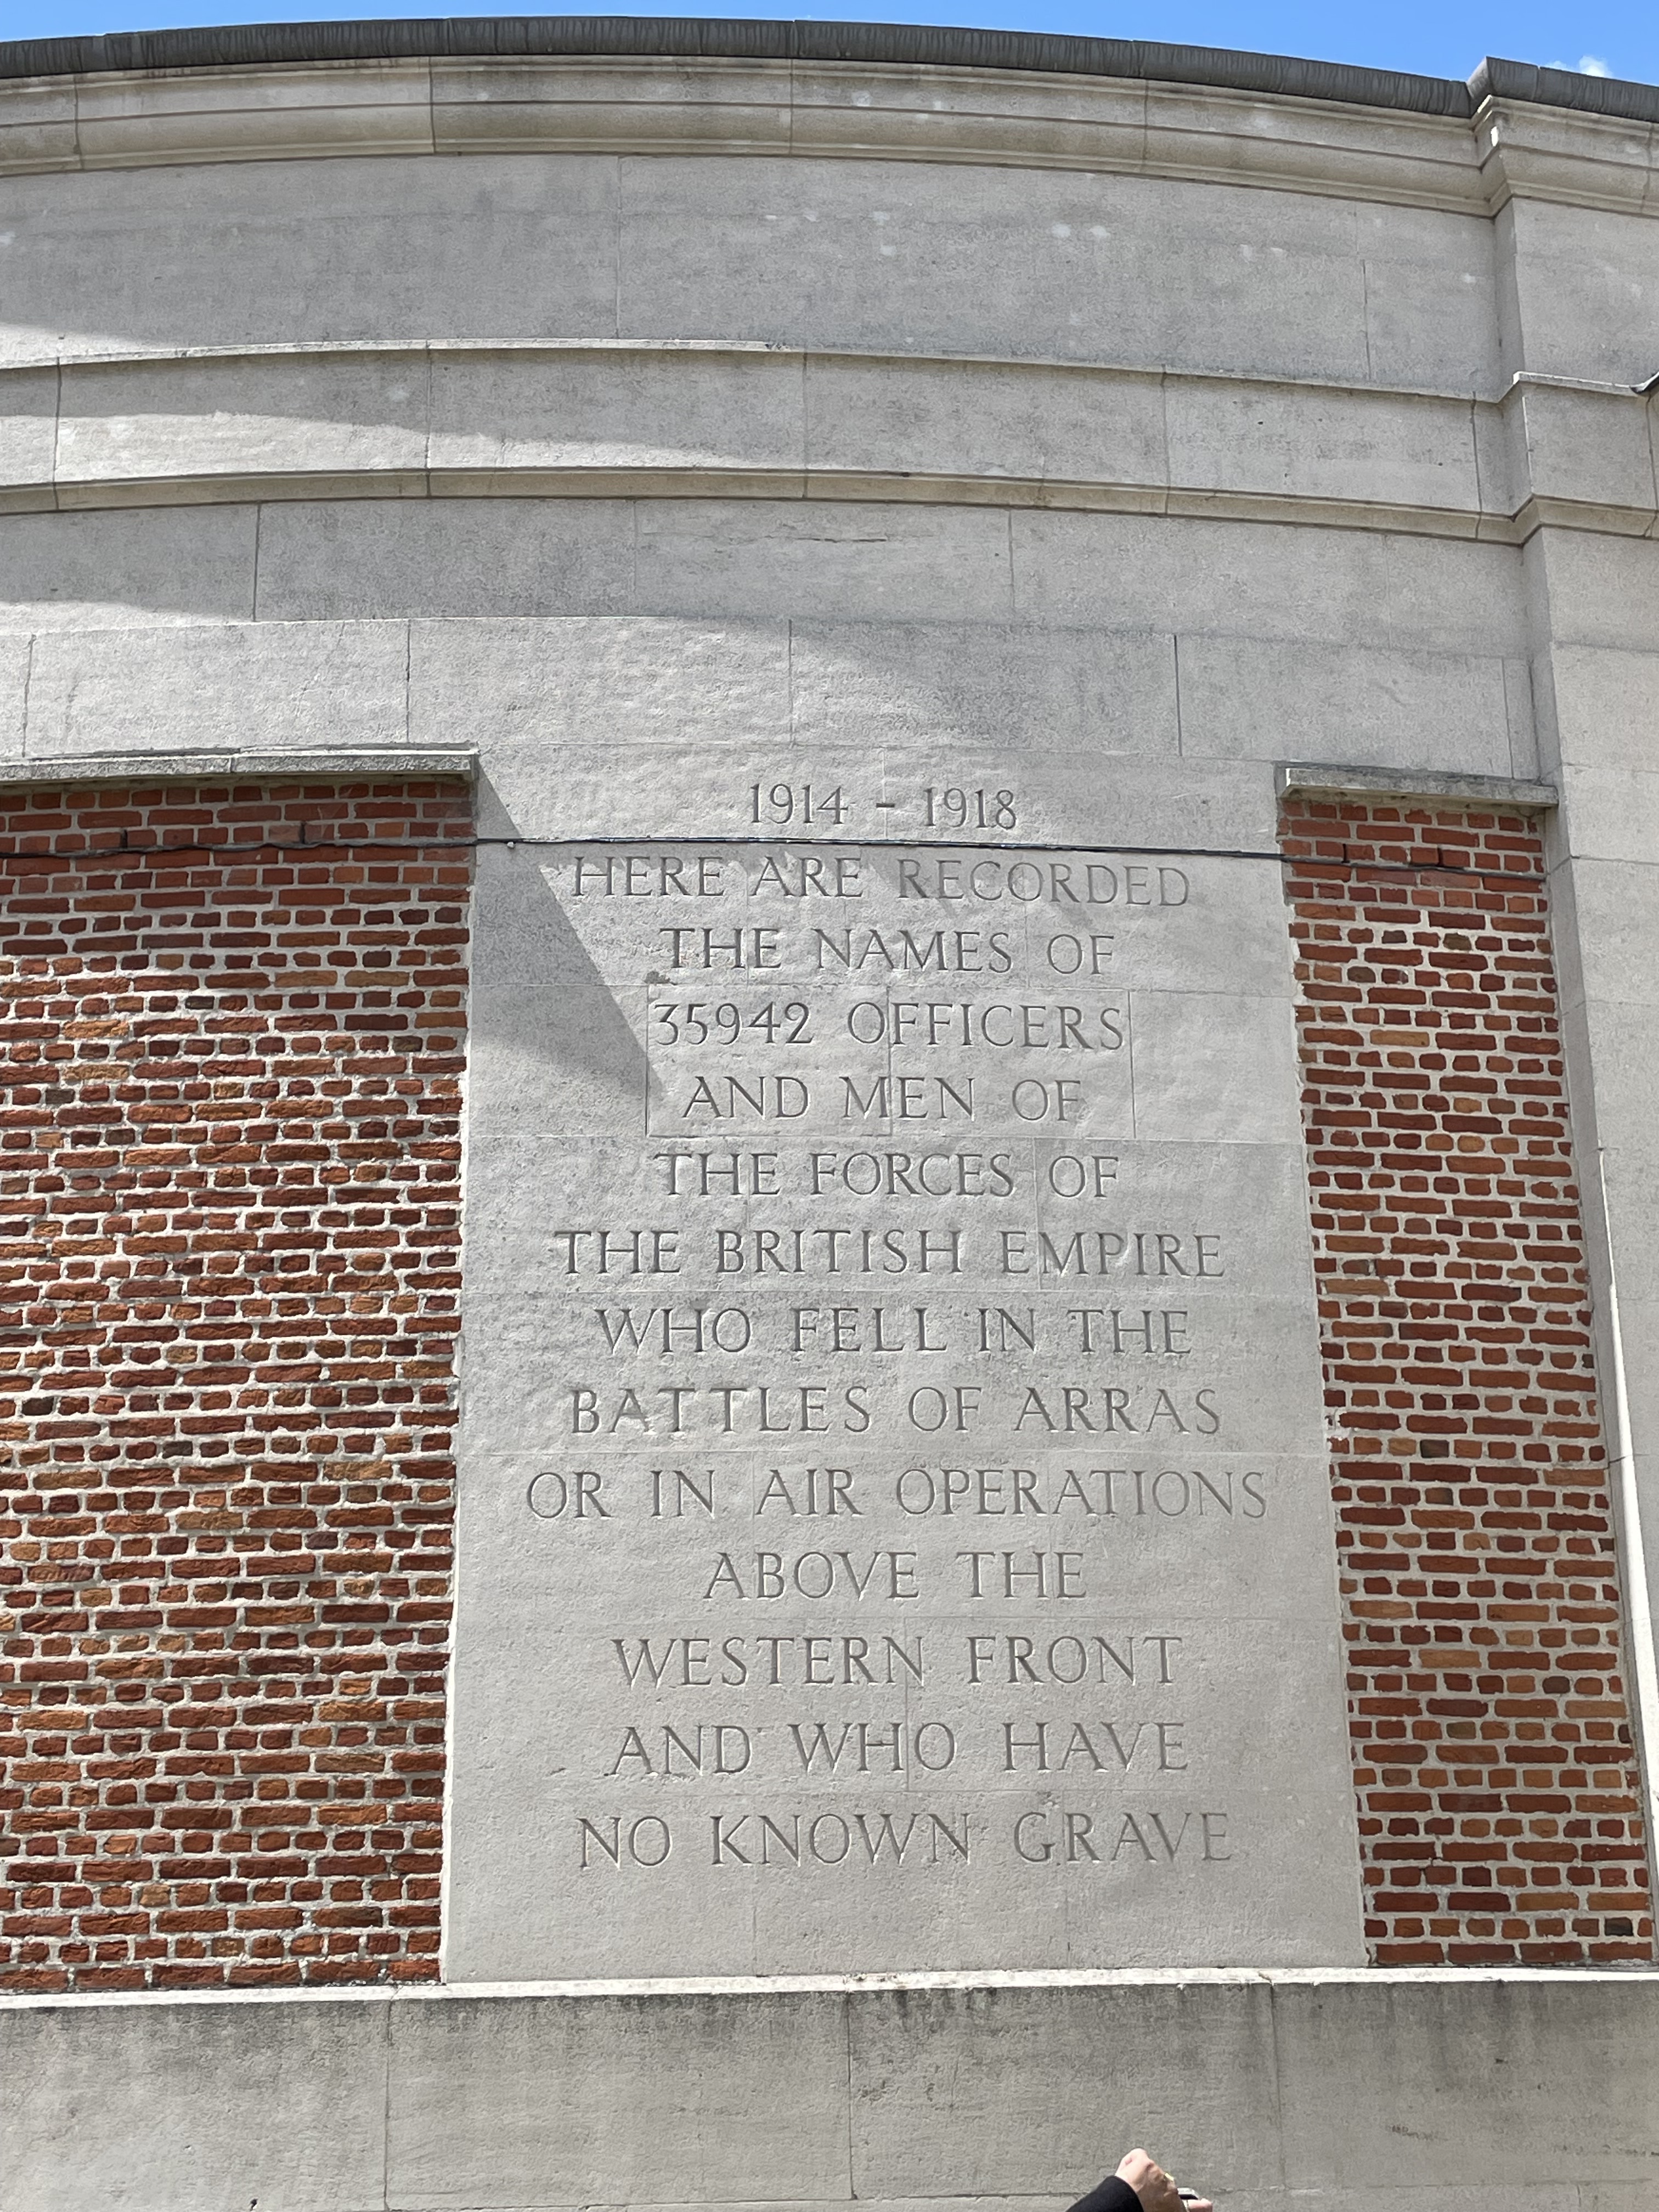 1914 - 1918
HERE ARE RECORDED
THE NAMES OF
35942 OFFICERS
AND MEN OF
THE FORCES OF
THE BRITISH EMPIRE
WHO FELL IN THE
BATTLES OF ARRAS
OR IN AIR OPERATIONS
ABOVE THE
WESTERN FRONT
AND WHO HAVE
NO KNOWN GRAVE